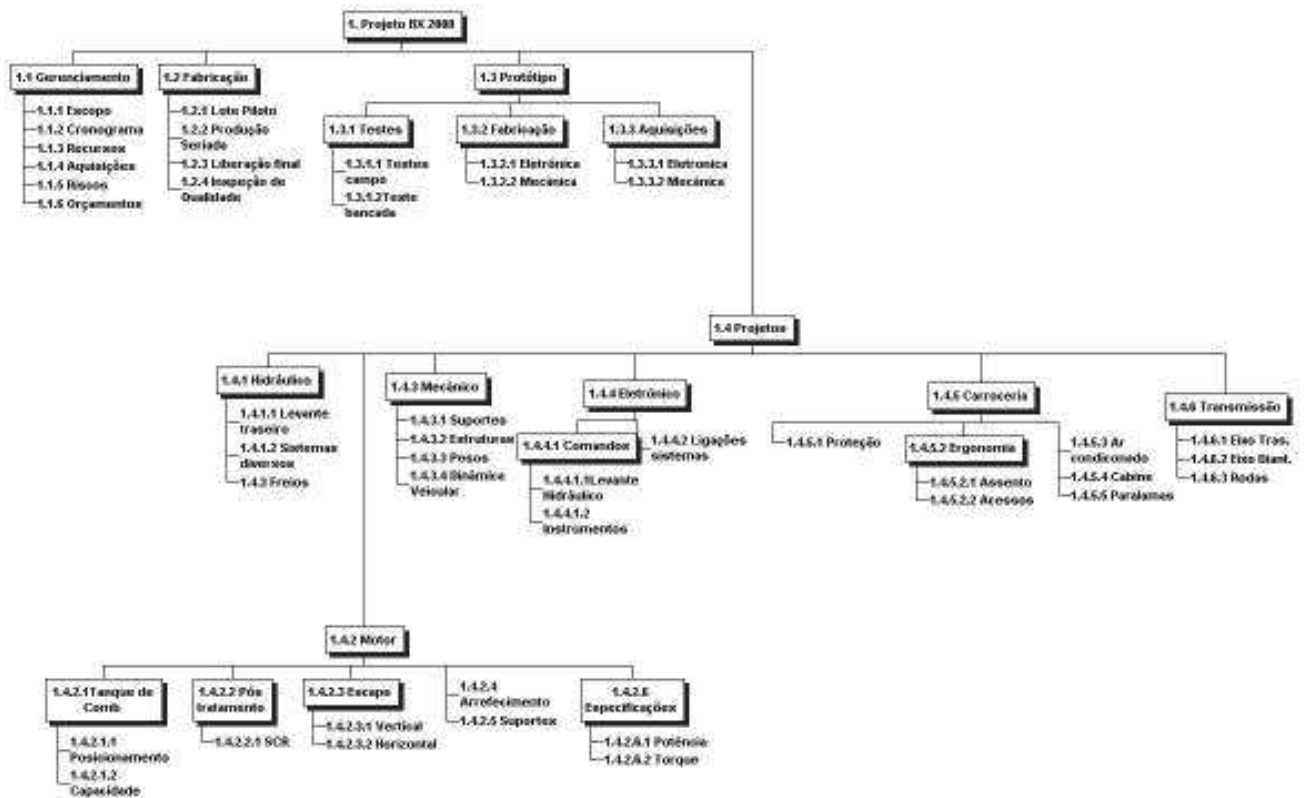 1. Projeto BX 2000
1.1 Gerenciamento
1.1.1 Escopo
1.1.2 Cronograma
1.1.3 Recursos
1.1.4 Aquisições
1.1.5 Riscos
1.1.6 Orçamentos
1.2 Fabricação
1.2.1 Lote Piloto
1.2.2 Produção
Seriada
1.2.3 Liberação final
1.2.4 Inspeção de
Qualidade
1.3 Protótipo
1.3.1 Testes
1.3.1.1 Testes
campo
1.3.1.2Teste
bancada
1.3.2 Fabricação
1.3.2.1 Eletrônica
1.3.2.2 Mecânica
1.3.3 Aquisições
1.3.3.1 Eletronica
1.3.3.2 Mecânica
1.4 Projetos
1.4.1 Hidráulico
1.4.1.1 Levante
traseiro
1.4.1.2 Sistemas
diversos
1.4.3 Freios
1.4.3 Mecânico
1.4.3.1 Suportes
1.4.3.2 Estruturas
1.4.3.3 Pesos
1.4.3.4 Dinâmica
Veicular
1.4.4 Eletrônico
1.4.4.1 Comandos
1.4.4.1.1Levante
Hidráulico
1.4.4.1.2
Instrumentos
1.4.4.2 Ligações
sistemas
1.4.5 Carroceria
1.4.5.1 Proteção
1.4.5.2 Ergonomia
1.4.5.2.1 Assento
1.4.5.2.2 Acessos
1.4.5.3 Ar
condiconado
1.4.5.4 Cabine
1.4.5.5 Paralamas
1.4.6 Transmissão
1.4.6.1 Eixo Tras.
1.4.6.2 Eixo Diant.
1.4.6.3 Rodas
1.4.2 Motor
1.4.2.1Tanque de
Comb
1.4.2.1.1
Posicionamento
1.4.2.1.2
Capacidade
1.4.2.2 Pós
tratamento
1.4.2.2.1 SCR
1.4.2.3 Escape
1.4.2.3.1 Vertical
1.4.2.3.2 Horizontal
1.4.2.4
Arrefecimento
1.4.2.5 Suportes
1.4.2.6
Especificações
1.4.2.6.1 Potência
1.4.2.6.2 Torque